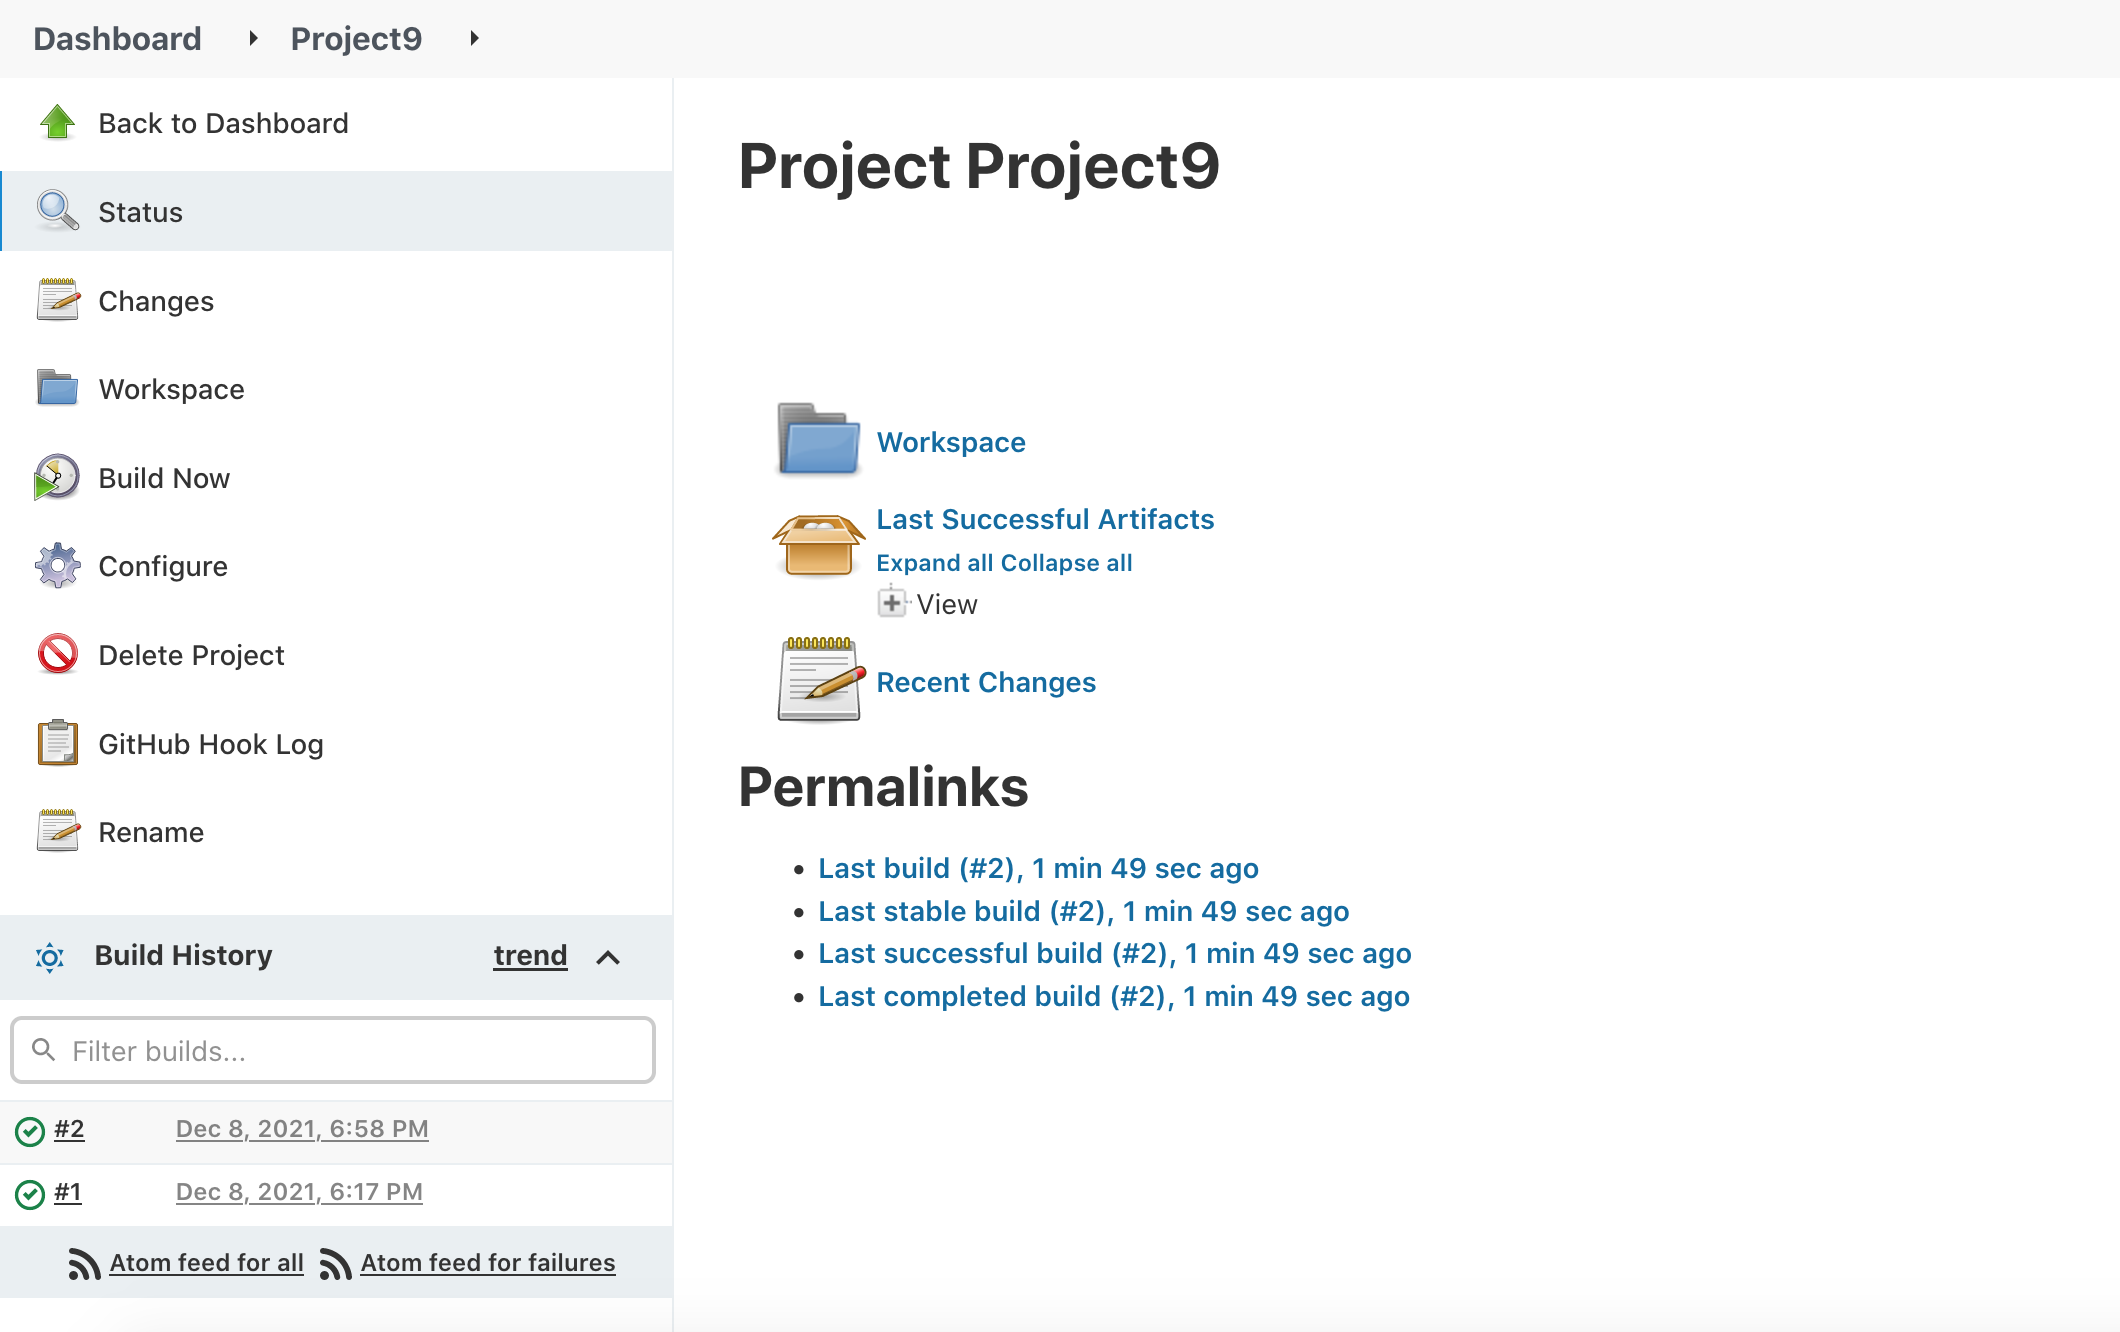 Dashboard Project9
Back to Dashboard
Status
Changes
Workspace
Build Now
Configure
Delete Project
GitHub Hook Log
Rename
Build History trend
Filter builds...
#2 Dec 8, 2021, 6:58 PM
#1 Dec 8, 2021, 6:17 PM
Atom feed for all Atom feed for failures
Project Project9
Workspace
Last Successful Artifacts
Expand all Collapse all
View
Recent Changes
Permalinks
Last build (#2), 1 min 49 sec ago
Last stable build (#2), 1 min 49 sec ago
Last successful build (#2), 1 min 49 sec ago
Last completed build (#2), 1 min 49 sec ago